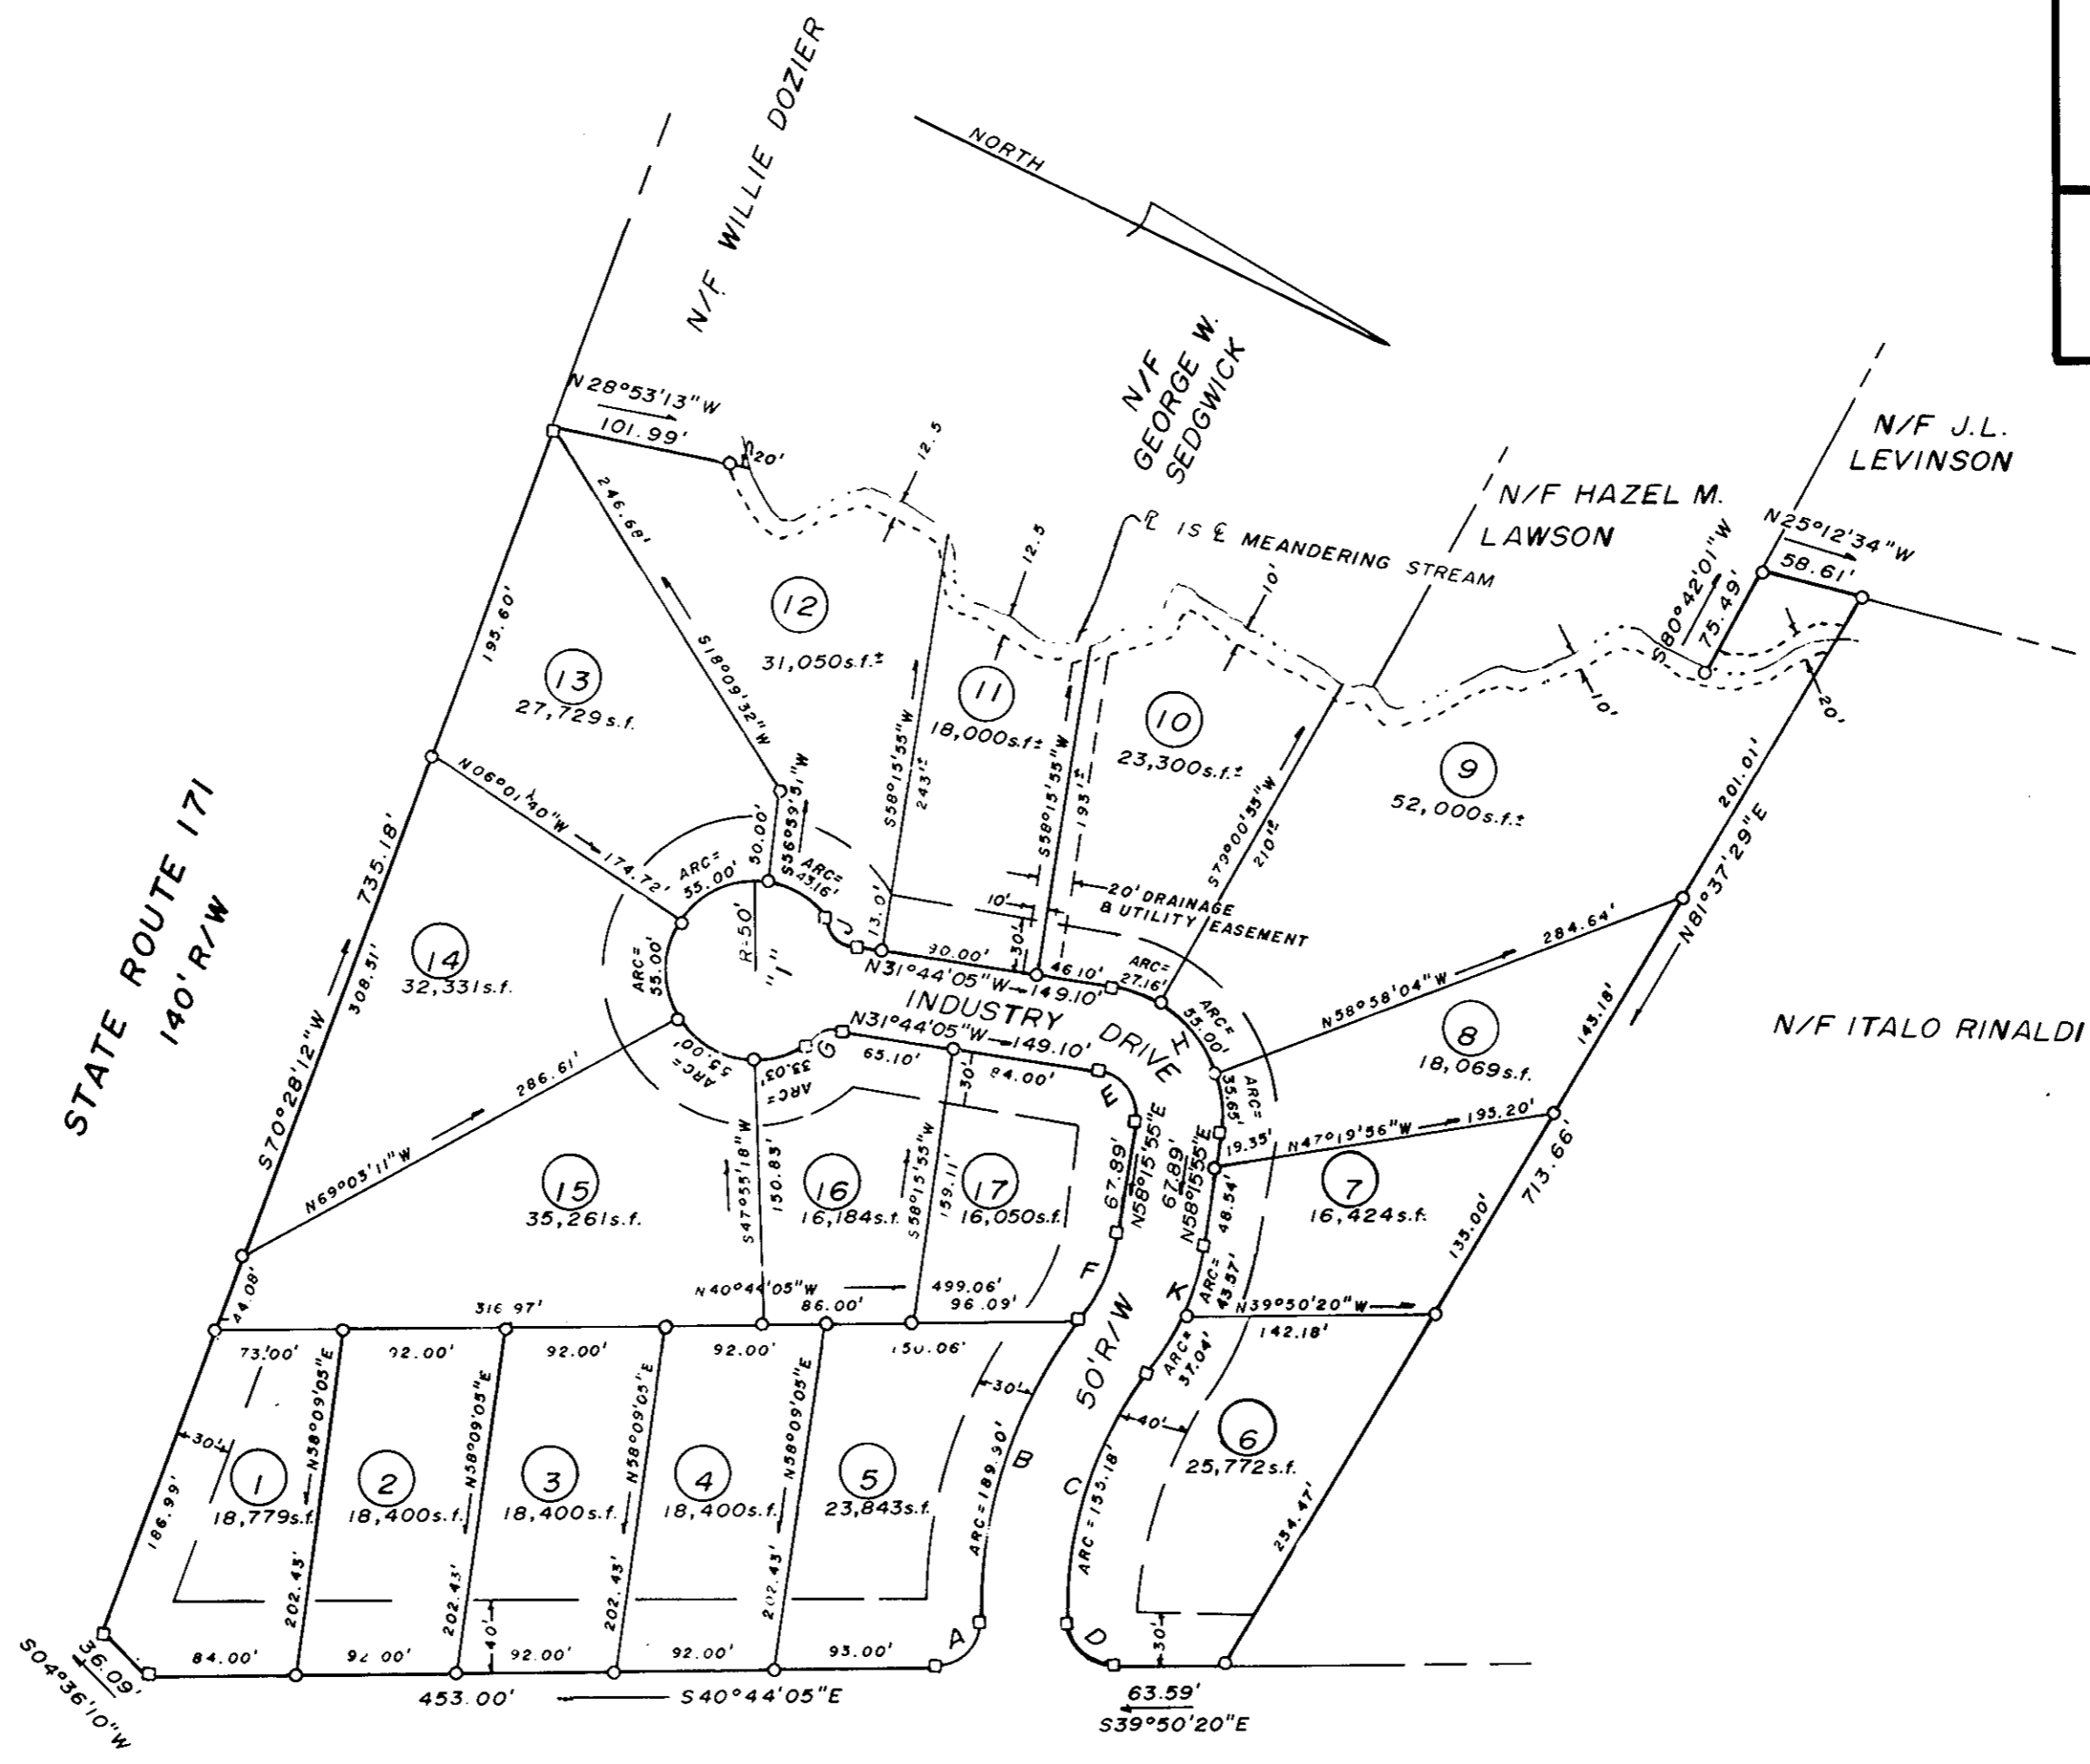 N/F WILLIE DOZIER
NORTH
N/F
GEORGE W.
SEDGWICK
N/F J.L.
LEVINSON
N/F HAZEL M.
LAWSON
N28°53'13"W
101.99'
20'
12.5
12.5
℞ IS ℄ MEANDERING STREAM
10'
N25°12'34"W
58.61'
S80°42'01"W
75.49'
10'
20'
246.68'
S18°09'32"W
195.60'
12
31,050s.f.±
13
27,729s.f.
11
18,000s.f±
10
23,300s.f.±
9
52,000s.f.±
S58°15'55"W
243'±
S58°15'55"W
193'±
S79°00'55"W
210'±
201.01'
N81°37'29"E
N06°01'40"W
174.72'
S56°59'51"W
50.00'
ARC=
55.00'
ARC=
43.16'
J
13.0'
10'
30'
20' DRAINAGE
& UTILITY EASEMENT
STATE ROUTE 171
140' R/W
735.18'
S70°28'12"W
308.51'
14
32,331s.f.
ARC=
55.00'
R=50'
"1"
90.00'
46.10'
ARC=
27.16'
N31°44'05"W
149.10'
INDUSTRY DRIVE
N31°44'05"W
149.10'
G
65.10'
84.00'
30'
E
H
ARC=
55.00'
N58°58'04"W
284.64'
143.18'
8
18,069s.f.
N/F ITALO RINALDI
ARC=
35.65'
19.35'
N47°19'56"W
195.20'
713.66'
ARC=
55.00'
ARC=
35.03'
286.61'
N69°03'11"W
15
35,261s.f.
S47°55'18"W
150.83'
16
16,184s.f.
S58°15'55"W
159.11'
17
16,050s.f.
67.89'
N58°15'55"E
67.89'
N58°15'55"E
48.54'
7
16,424s.f.
135.00'
F
K
ARC=
43.57'
N39°50'20"W
142.18'
44.08'
316.97'
N40°44'05"W
499.06'
86.00'
96.09'
73.00'
92.00'
92.00'
92.00'
150.06'
50' R/W
ARC=
37.04'
30'
40'
30'
186.99'
N58°09'05"E
N58°09'05"E
N58°09'05"E
N58°09'05"E
1
18,779s.f.
2
18,400s.f.
3
18,400s.f.
4
18,400s.f.
5
23,843s.f.
B
ARC=189.90'
C
ARC=155.18'
6
25,772s.f.
234.47'
202.43'
202.43'
202.43'
202.43'
40'
A
D
30'
S04°36'10"W
36.09'
84.00'
92.00'
92.00'
92.00'
93.00'
453.00'
S40°44'05"E
63.59'
S39°50'20"E